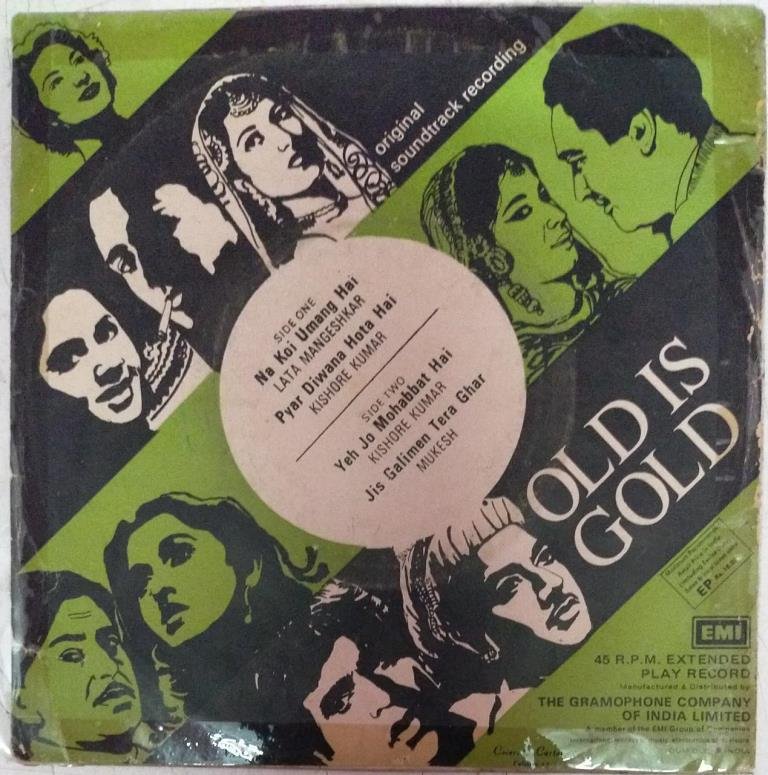 original
soundtrack recording
SIDE ONE
Na Koi Umang Hai
LATA MANGESHKAR
Pyar Diwana Hota Hai
KISHORE KUMAR
SIDE TWO
Yeh Jo Mohabbat Hai
KISHORE KUMAR
Jis Galimen Tera Ghar
MUKESH
OLD IS
GOLD
EP
EMI
45 R.P.M. EXTENDED
PLAY RECORD
Manufactured & Distributed by
THE GRAMOPHONE COMPANY
OF INDIA LIMITED
A member of the EMI Group of Companies
INDIA